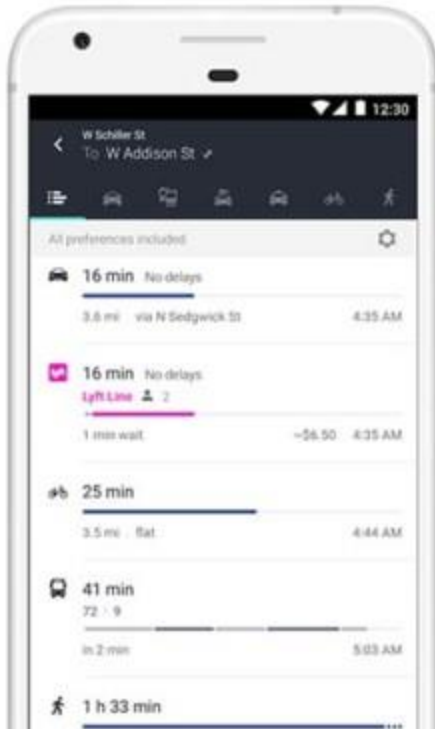 12:30
W Schiller St
To W Addison St
All preferences included
16 min No delays
3.6 mi via N Sedgwick St 4:35 AM
16 min No delays
Lyft Line 2
1 min wait ~$6.50 4:35 AM
25 min
3.5 mi . flat 4:44 AM
41 min
72 · 9
in 2 min 5:03 AM
1 h 33 min